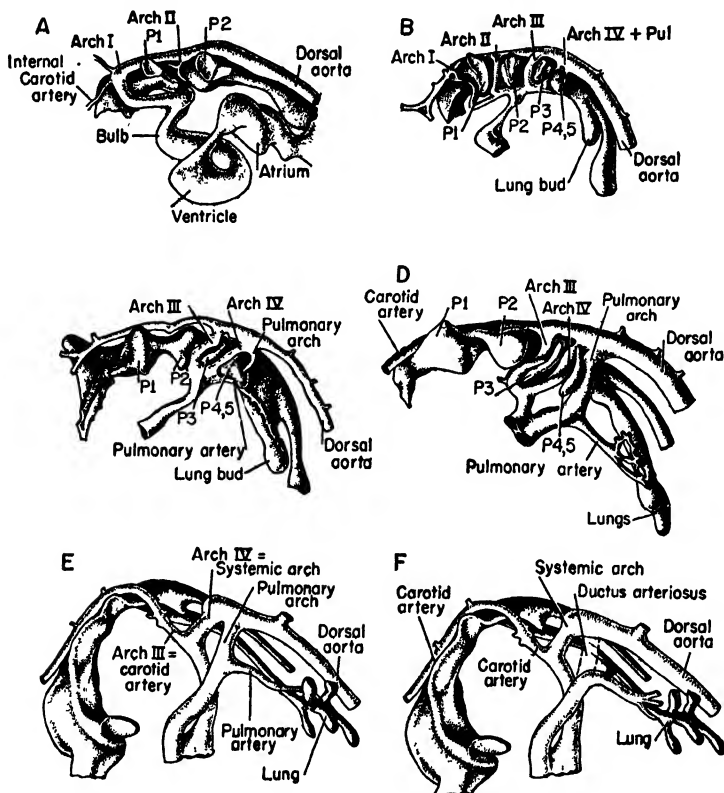 A
Arch II
P1
P2
Arch I
Internal
Carotid
artery
Dorsal
aorta
Bulb
Atrium
Ventricle
B
Arch III
Arch II
Arch IV + Pul
Arch I
P3
P1
P2
P4,5
Lung bud
Dorsal
aorta
Arch III
Arch IV
Pulmonary
arch
P1
P2
P3
P4,5
Pulmonary artery
Lung bud
Dorsal
aorta
D
Arch III
Carotid
artery
P1
P2
Arch IV
Pulmonary
arch
Dorsal
aorta
P3
P4,5
Pulmonary artery
Lungs
E
Arch IV =
Systemic arch
Pulmonary
arch
Dorsal
aorta
Arch III =
carotid
artery
Pulmonary
artery
Lung
F
Systemic arch
Ductus arteriosus
Carotid
artery
Dorsal
aorta
Carotid
artery
Lung